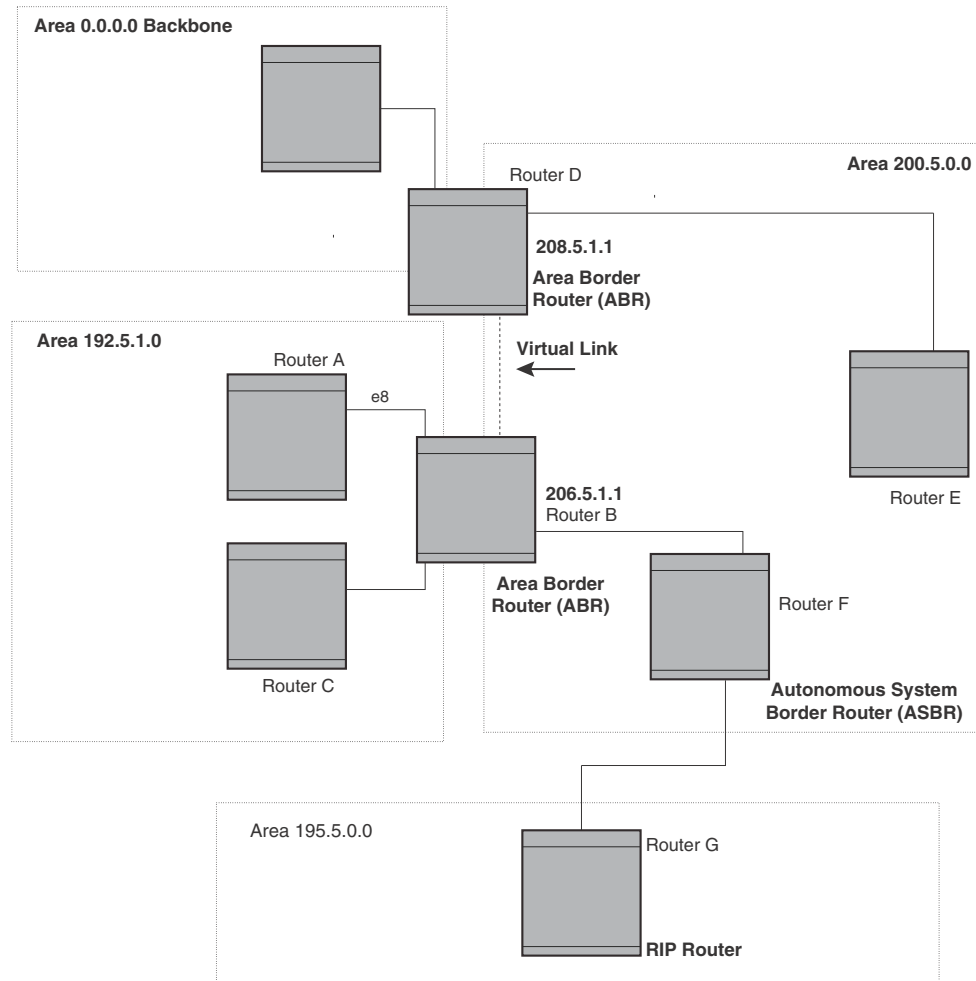 Area 0.0.0.0 Backbone
Area 200.5.0.0
Router D
208.5.1.1
Area Border
Router (ABR)
Area 192.5.1.0
Virtual Link
Router A
e8
206.5.1.1
Router B
Router E
Area Border
Router (ABR)
Router F
Router C
Autonomous System
Border Router (ASBR)
Area 195.5.0.0
Router G
RIP Router